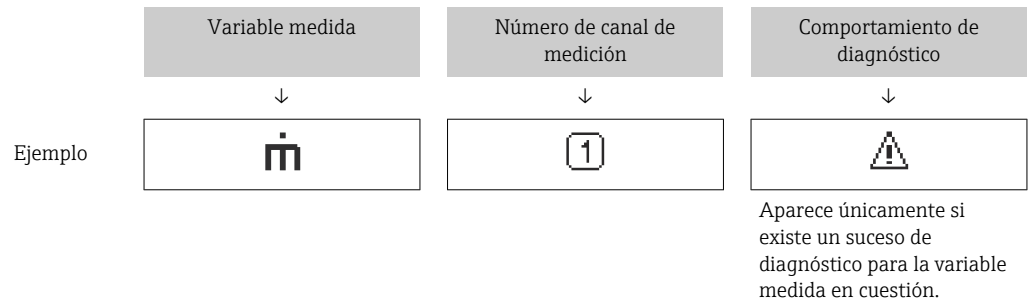 Variable medida
Número de canal de
medición
Comportamiento de
diagnóstico
↓
↓
↓
Ejemplo
ṁ
1
Aparece únicamente si
existe un suceso de
diagnóstico para la variable
medida en cuestión.